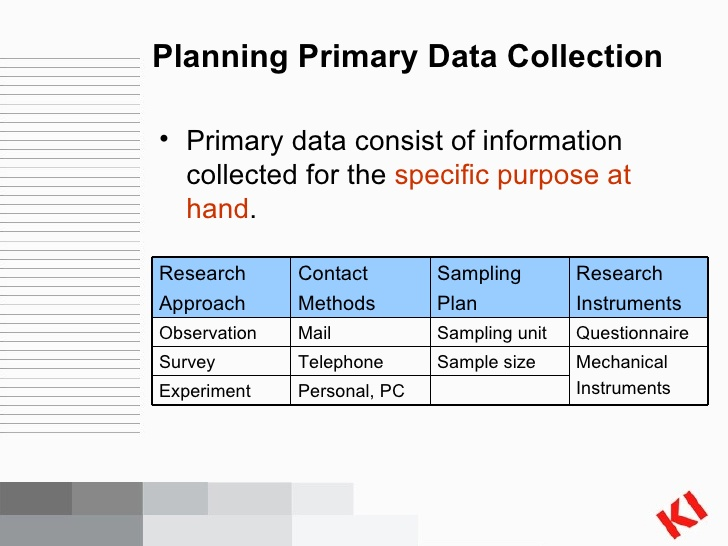 Planning Primary Data Collection
• Primary data consist of information
collected for the specific purpose at
hand.
Research Approach Contact Methods Sampling Plan Research Instruments
Observation Mail Sampling unit Questionnaire
Survey Telephone Sample size Mechanical Instruments
Experiment Personal, PC
KI